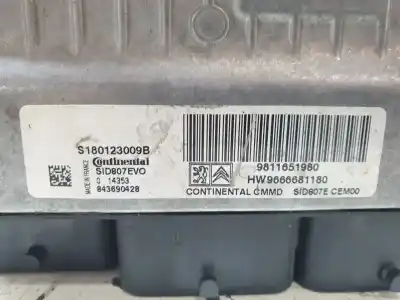 S180123009B
Continental
SID807EVO
0 14353
843690428
MADE IN FRANCE
9811651980
HW9666681180
CONTINENTAL CMMD SID807E CEM00